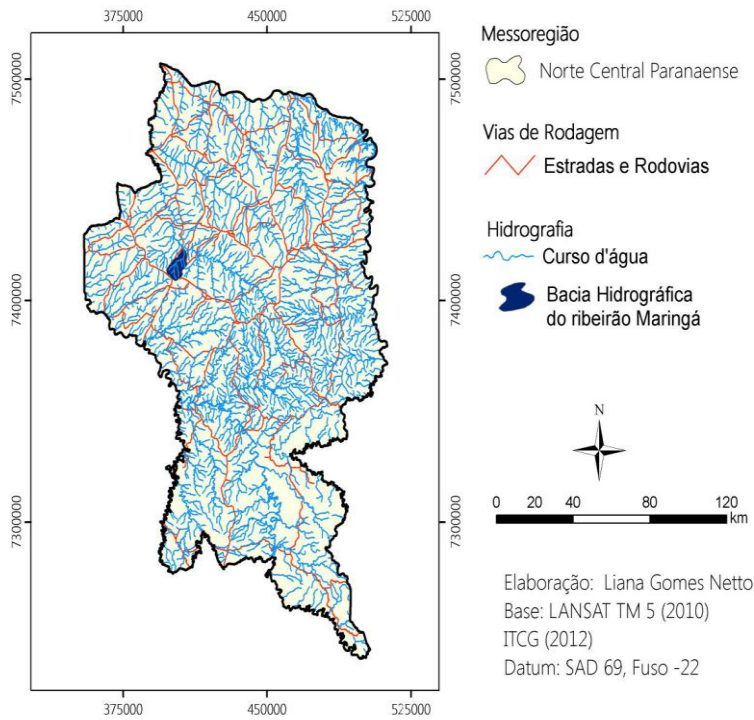 375000 450000 525000
7500000
7400000
7300000
7500000
7400000
7300000
375000 450000 525000
Messoregião
Norte Central Paranaense
Vias de Rodagem
Estradas e Rodovias
Hidrografia
Curso d'água
Bacia Hidrográfica
do ribeirão Maringá
N
0 20 40 80 120
km
Elaboração: Liana Gomes Netto
Base: LANSAT TM 5 (2010)
ITCG (2012)
Datum: SAD 69, Fuso -22